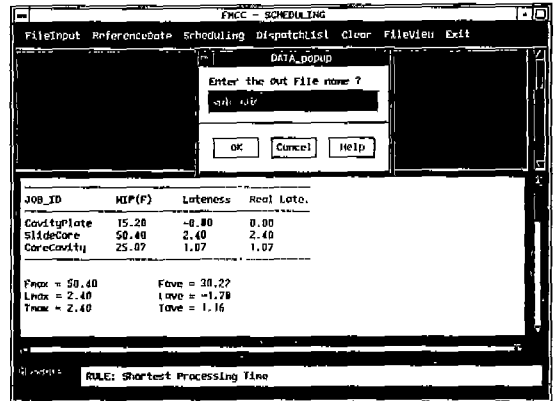 FMCC - SCHEDULING
FileInput ReferenceDate Scheduling DispatchList Clear FileView Exit
DATA_popup
Enter the Out File name ?
OK Cancel Help
JOB_ID WIP(F) Lateness Real Late.
CavityPlate 15.20 -0.80 0.00
SlideCore 50.40 2.40 2.40
CoreCavity 25.07 1.07 1.07
Fmax = 50.40 Fave = 30.22
Lmax = 2.40 Lave = -1.78
Tmax = 2.40 Tave = 1.16
RULE: Shortest Processing Time